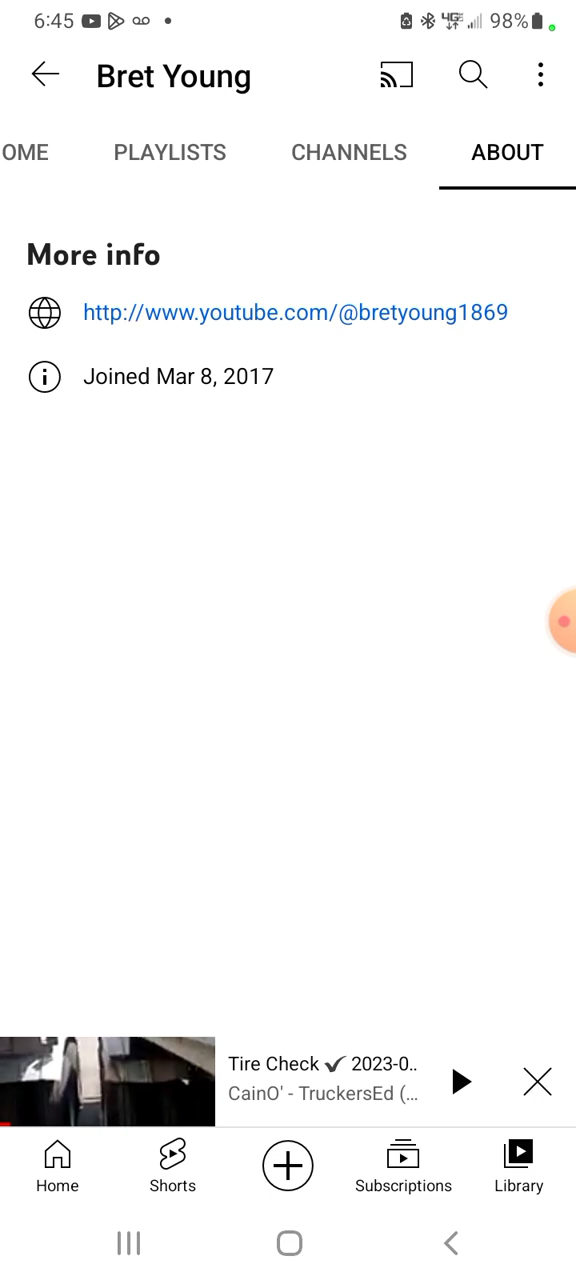 6:45
4G 98%
Bret Young
OME PLAYLISTS CHANNELS ABOUT
More info
http://www.youtube.com/@bretyoung1869
Joined Mar 8, 2017
Tire Check ✓ 2023-0..
CainO' - TruckersEd (...
Home Shorts Subscriptions Library